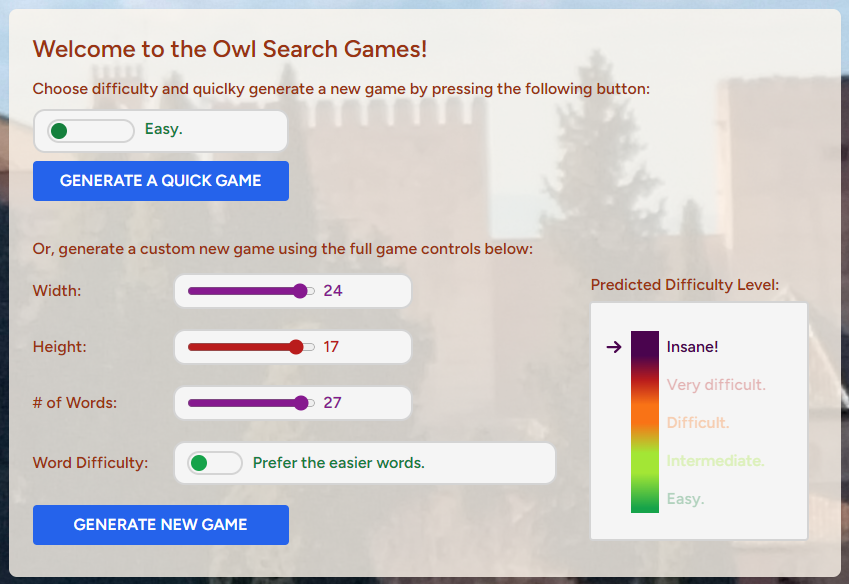 Welcome to the Owl Search Games!
Choose difficulty and quiclky generate a new game by pressing the following button:
Easy.
GENERATE A QUICK GAME
Or, generate a custom new game using the full game controls below:
Width: 24
Height: 17
# of Words: 27
Word Difficulty: Prefer the easier words.
GENERATE NEW GAME
Predicted Difficulty Level:
Insane!
Very difficult.
Difficult.
Intermediate.
Easy.